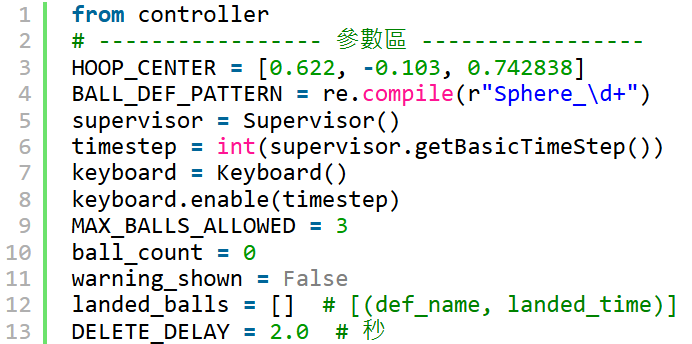 1 from controller
2 # ----------------- 參數區 -----------------
3 HOOP_CENTER = [0.622, -0.103, 0.742838]
4 BALL_DEF_PATTERN = re.compile(r"Sphere_\d+")
5 supervisor = Supervisor()
6 timestep = int(supervisor.getBasicTimeStep())
7 keyboard = Keyboard()
8 keyboard.enable(timestep)
9 MAX_BALLS_ALLOWED = 3
10 ball_count = 0
11 warning_shown = False
12 landed_balls = []  # [(def_name, landed_time)]
13 DELETE_DELAY = 2.0  # 秒